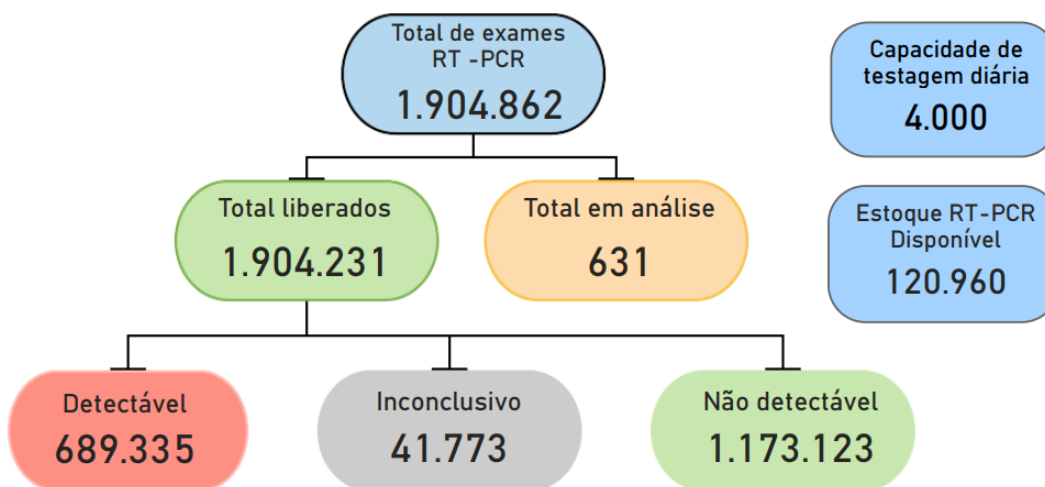 Total de exames
RT -PCR
1.904.862
Capacidade de
testagem diária
4.000
Total liberados
1.904.231
Total em análise
631
Estoque RT-PCR
Disponível
120.960
Detectável
689.335
Inconclusivo
41.773
Não detectável
1.173.123